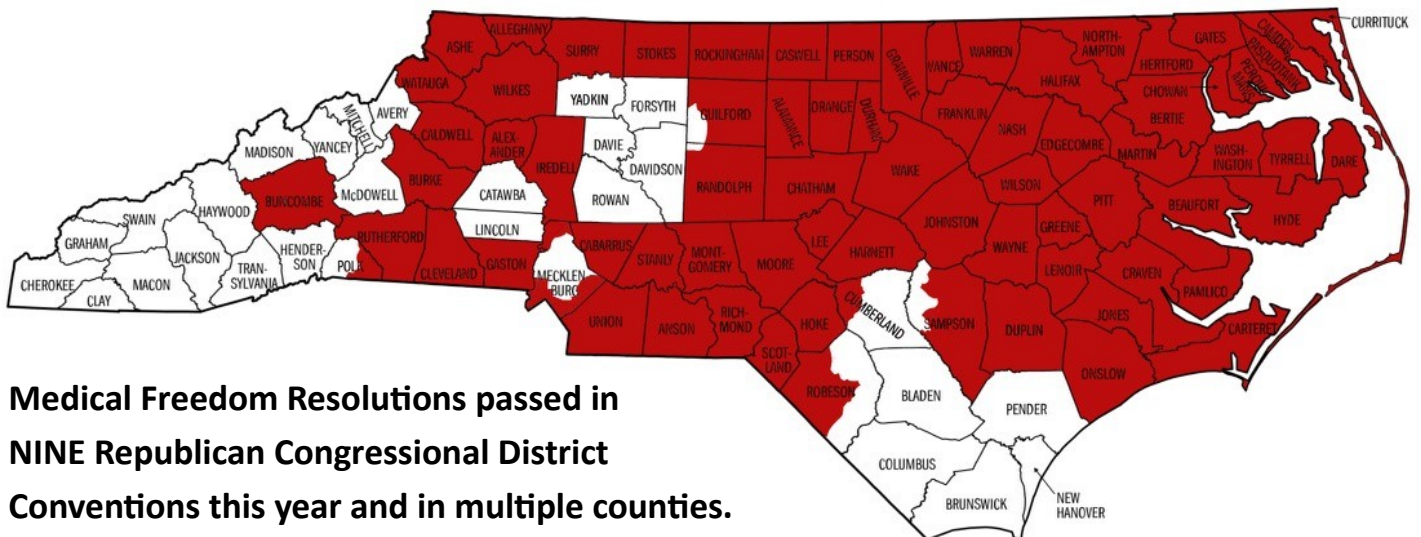 CURRITUCK
ALLEGHANY
ASHE
SURRY
STOKES
ROCKINGHAM
CASWELL
PERSON
GRANVILLE
VANCE
WARREN
NORTH-
AMPTON
GATES
CAMDEN
PASQUOTANK
PERQUI-
MANS
HERTFORD
HALIFAX
CHOWAN
BERTIE
WATAUGA
WILKES
YADKIN
FORSYTH
GUILFORD
ALAMANCE
ORANGE
DURHAM
FRANKLIN
NASH
EDGECOMBE
MARTIN
WASH-
INGTON
TYRRELL
DARE
AVERY
MITCHELL
YANCEY
MADISON
CALDWELL
ALEX-
ANDER
IREDELL
DAVIE
DAVIDSON
RANDOLPH
CHATHAM
WAKE
WILSON
PITT
BEAUFORT
HYDE
BUNCOMBE
McDOWELL
BURKE
CATAWBA
ROWAN
HAYWOOD
SWAIN
GRAHAM
JACKSON
HENDER-
SON
POLK
RUTHERFORD
LINCOLN
CLEVELAND
GASTON
MECKLEN
BURG
CABARRUS
STANLY
MONT-
GOMERY
MOORE
LEE
HARNETT
JOHNSTON
WAYNE
GREENE
LENOIR
CRAVEN
PAMLICO
CHEROKEE
CLAY
MACON
TRAN-
SYLVANIA
UNION
ANSON
RICH-
MOND
SCOT-
LAND
HOKE
CUMBERLAND
SAMPSON
DUPLIN
JONES
CARTERET
ONSLOW
ROBESON
BLADEN
PENDER
COLUMBUS
BRUNSWICK
NEW
HANOVER
Medical Freedom Resolutions passed in
NINE Republican Congressional District
Conventions this year and in multiple counties.